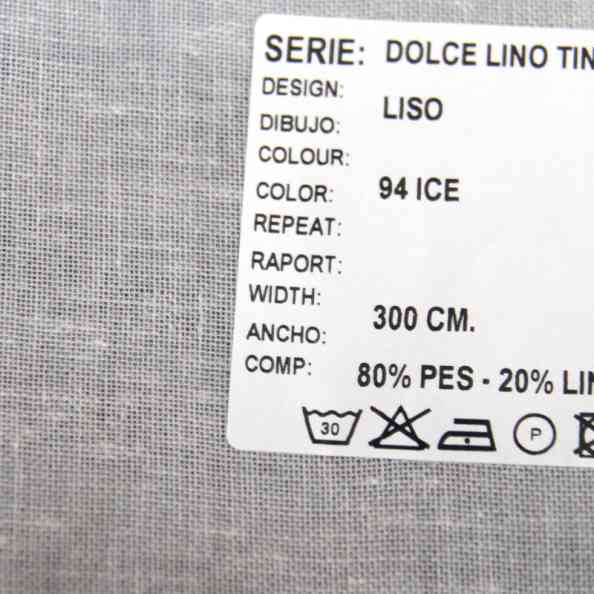 SERIE: DOLCE LINO TIN
DESIGN:
LISO
DIBUJO:
COLOUR:
94 ICE
COLOR:
REPEAT:
RAPORT:
WIDTH:
300 CM.
ANCHO:
COMP:
80% PES - 20% LIN
30
P